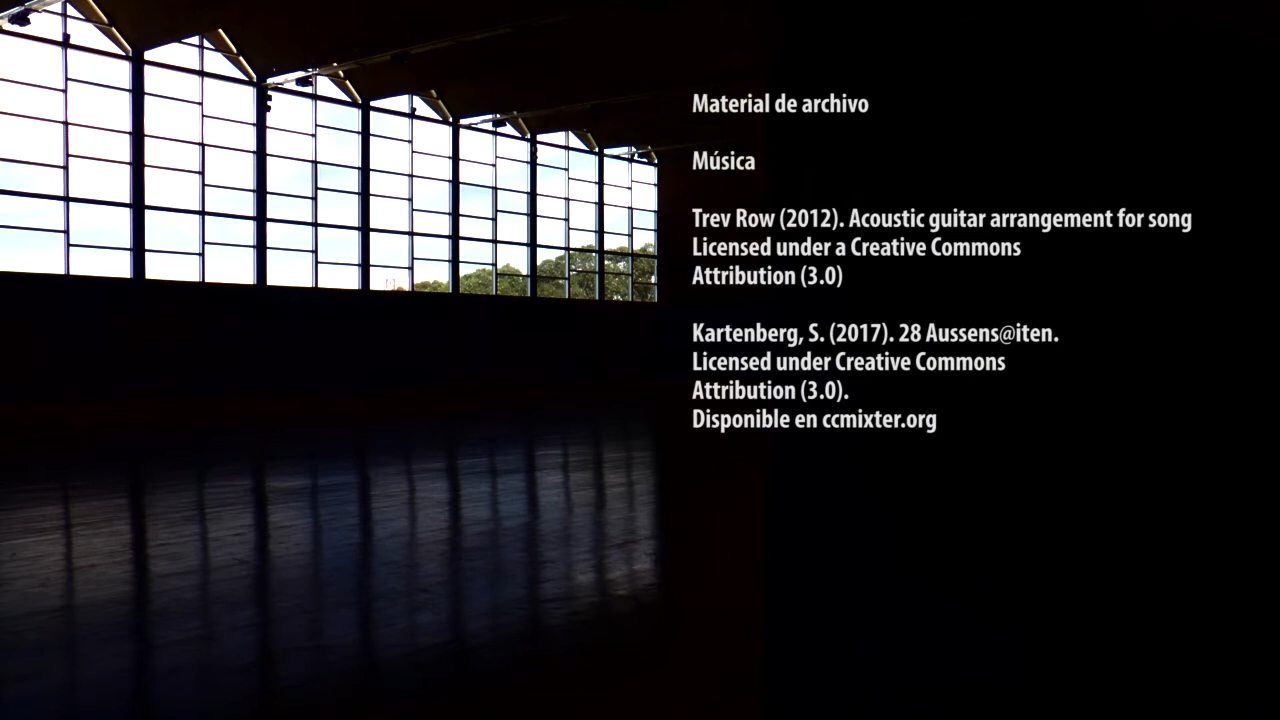 Material de archivo
Música
Trev Row (2012). Acoustic guitar arrangement for song
Licensed under a Creative Commons
Attribution (3.0)
Kartenberg, S. (2017). 28 Aussens@iten.
Licensed under Creative Commons
Attribution (3.0).
Disponible en ccmixter.org